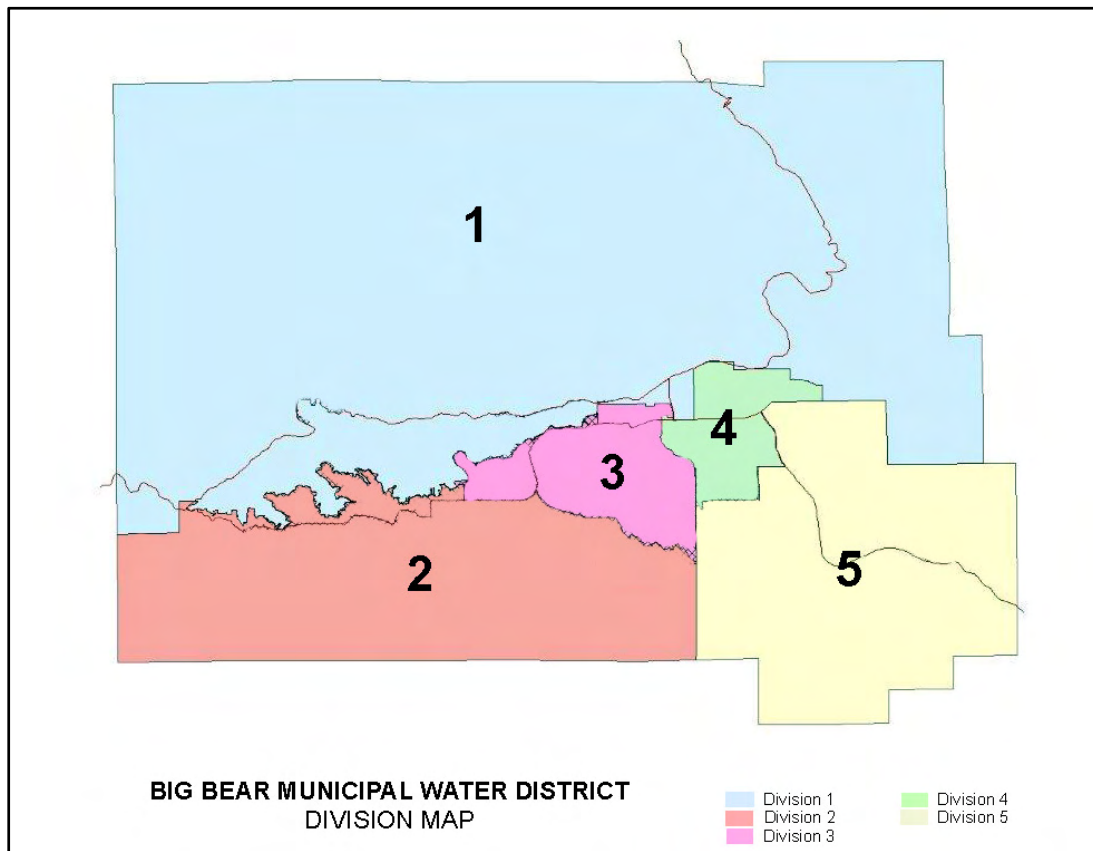 1
4
3
2
5
BIG BEAR MUNICIPAL WATER DISTRICT
DIVISION MAP
Division 1
Division 2
Division 3
Division 4
Division 5